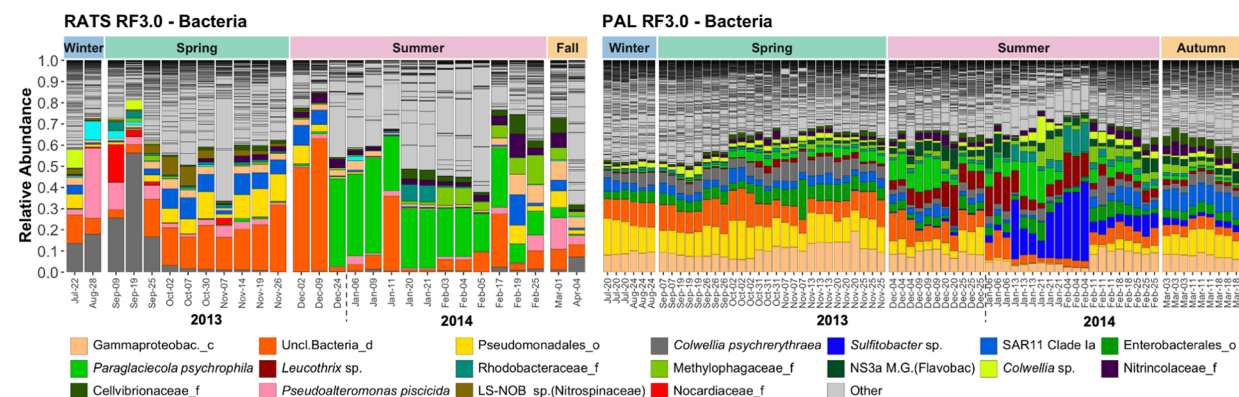 RATS RF3.0 - Bacteria
PAL RF3.0 - Bacteria
Winter Spring Summer Fall
Winter Spring Summer Autumn
Relative Abundance
1.0
0.9
0.8
0.7
0.6
0.5
0.4
0.3
0.2
0.1
0.0
Jul-22 Aug-28 Sep-09 Sep-19 Sep-25 Oct-02 Oct-07 Oct-30 Nov-07 Nov-14 Nov-19 Nov-26 Dec-02 Dec-09 Dec-24 Jan-06 Jan-09 Jan-11 Jan-20 Jan-21 Feb-03 Feb-04 Feb-05 Feb-17 Feb-19 Feb-25 Mar-01 Apr-04
2013 2014
2013 2014
Gammaproteobac._c Uncl.Bacteria_d Pseudomonadales_o Colwellia psychrerythraea Sulfitobacter sp. SAR11 Clade Ia Enterobacterales_o
Paraglaciecola psychrophila Leucothrix sp. Rhodobacteraceae_f Methylophagaceae_f NS3a M.G.(Flavobac) Colwellia sp. Nitrincolaceae_f
Cellvibrionaceae_f Pseudoalteromonas piscicida LS-NOB sp.(Nitrospinaceae) Nocardiaceae_f Other